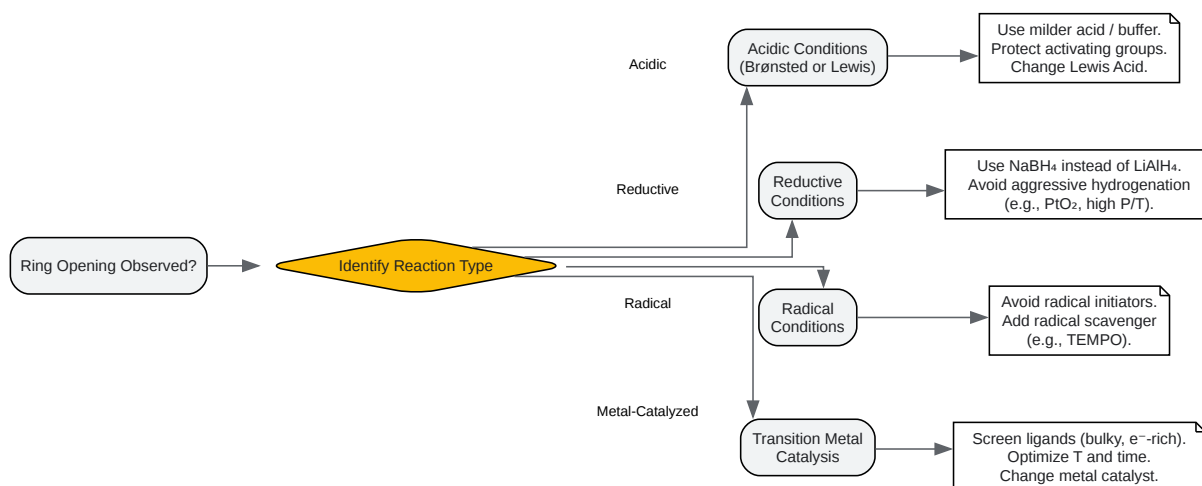 Ring Opening Observed?
Identify Reaction Type
Acidic
Acidic Conditions
(Brønsted or Lewis)
Use milder acid / buffer.
Protect activating groups.
Change Lewis Acid.
Reductive
Reductive
Conditions
Use NaBH₄ instead of LiAlH₄.
Avoid aggressive hydrogenation
(e.g., PtO₂, high P/T).
Radical
Radical
Conditions
Avoid radical initiators.
Add radical scavenger
(e.g., TEMPO).
Metal-Catalyzed
Transition Metal
Catalysis
Screen ligands (bulky, e⁻-rich).
Optimize T and time.
Change metal catalyst.